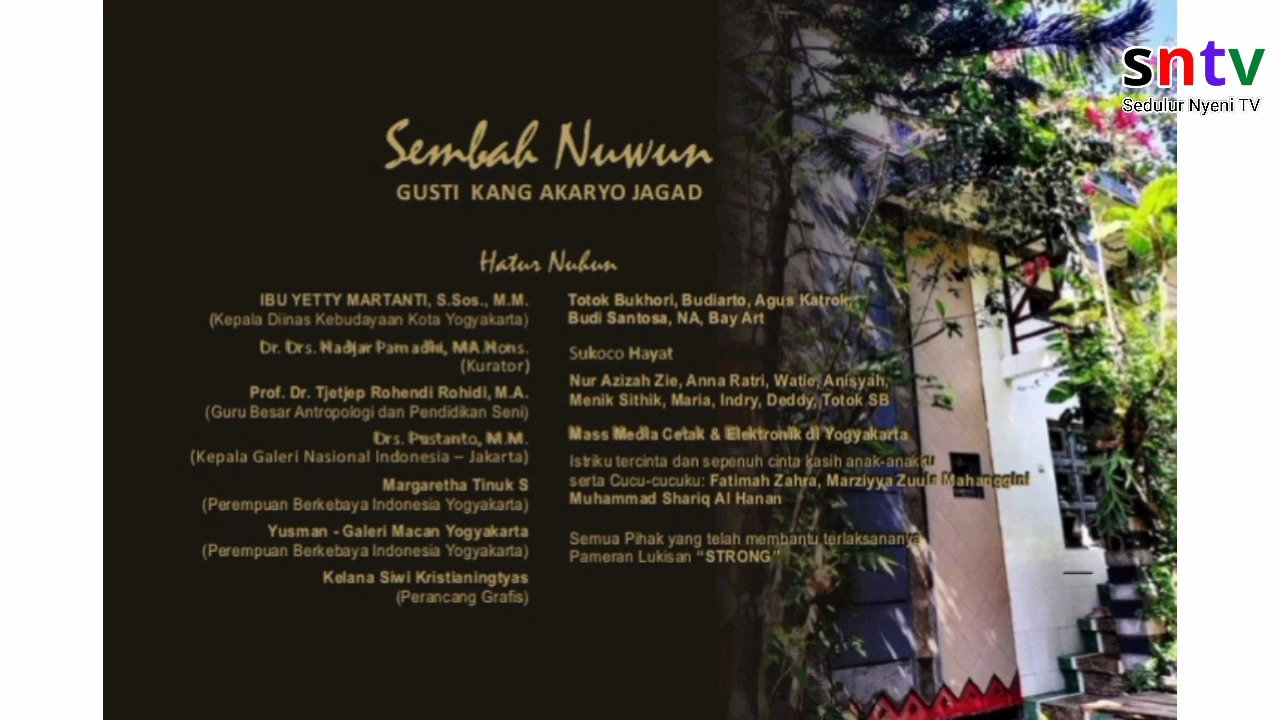 sntv
Sedulur Nyeni TV
Sembah Nuwun
GUSTI KANG AKARYO JAGAD
Hatur Nuhun
IBU YETTY MARTANTI, S.Sos., M.M.
(Kepala Diinas Kebudayaan Kota Yogyakarta)
Dr. Drs. Hadjar Pamadhi, MA.Hons.
(Kurator)
Prof. Dr. Tjetjep Rohendi Rohidi, M.A.
(Guru Besar Antropologi dan Pendidikan Seni)
Drs. Pustanto, M.M.
(Kepala Galeri Nasional Indonesia – Jakarta)
Margaretha Tinuk S
(Perempuan Berkebaya Indonesia Yogyakarta)
Yusman - Galeri Macan Yogyakarta
(Perempuan Berkebaya Indonesia Yogyakarta)
Kelana Siwi Kristianingtyas
(Perancang Grafis)
Totok Bukhori, Budiarto, Agus Katrok,
Budi Santosa, NA, Bay Art
Sukoco Hayat
Nur Azizah Zie, Anna Ratri, Watie, Anisyah,
Menik Sithik, Maria, Indry, Deddy, Totok SB
Mass Media Cetak & Elektronik di Yogyakarta
Istriku tercinta dan sepenuh cinta kasih anak-anakku
serta Cucu-cucuku: Fatimah Zahra, Marziyya Zuula Mahanggini
Muhammad Shariq Al Hanan
Semua Pihak yang telah membantu terlaksananya
Pameran Lukisan “STRONG”